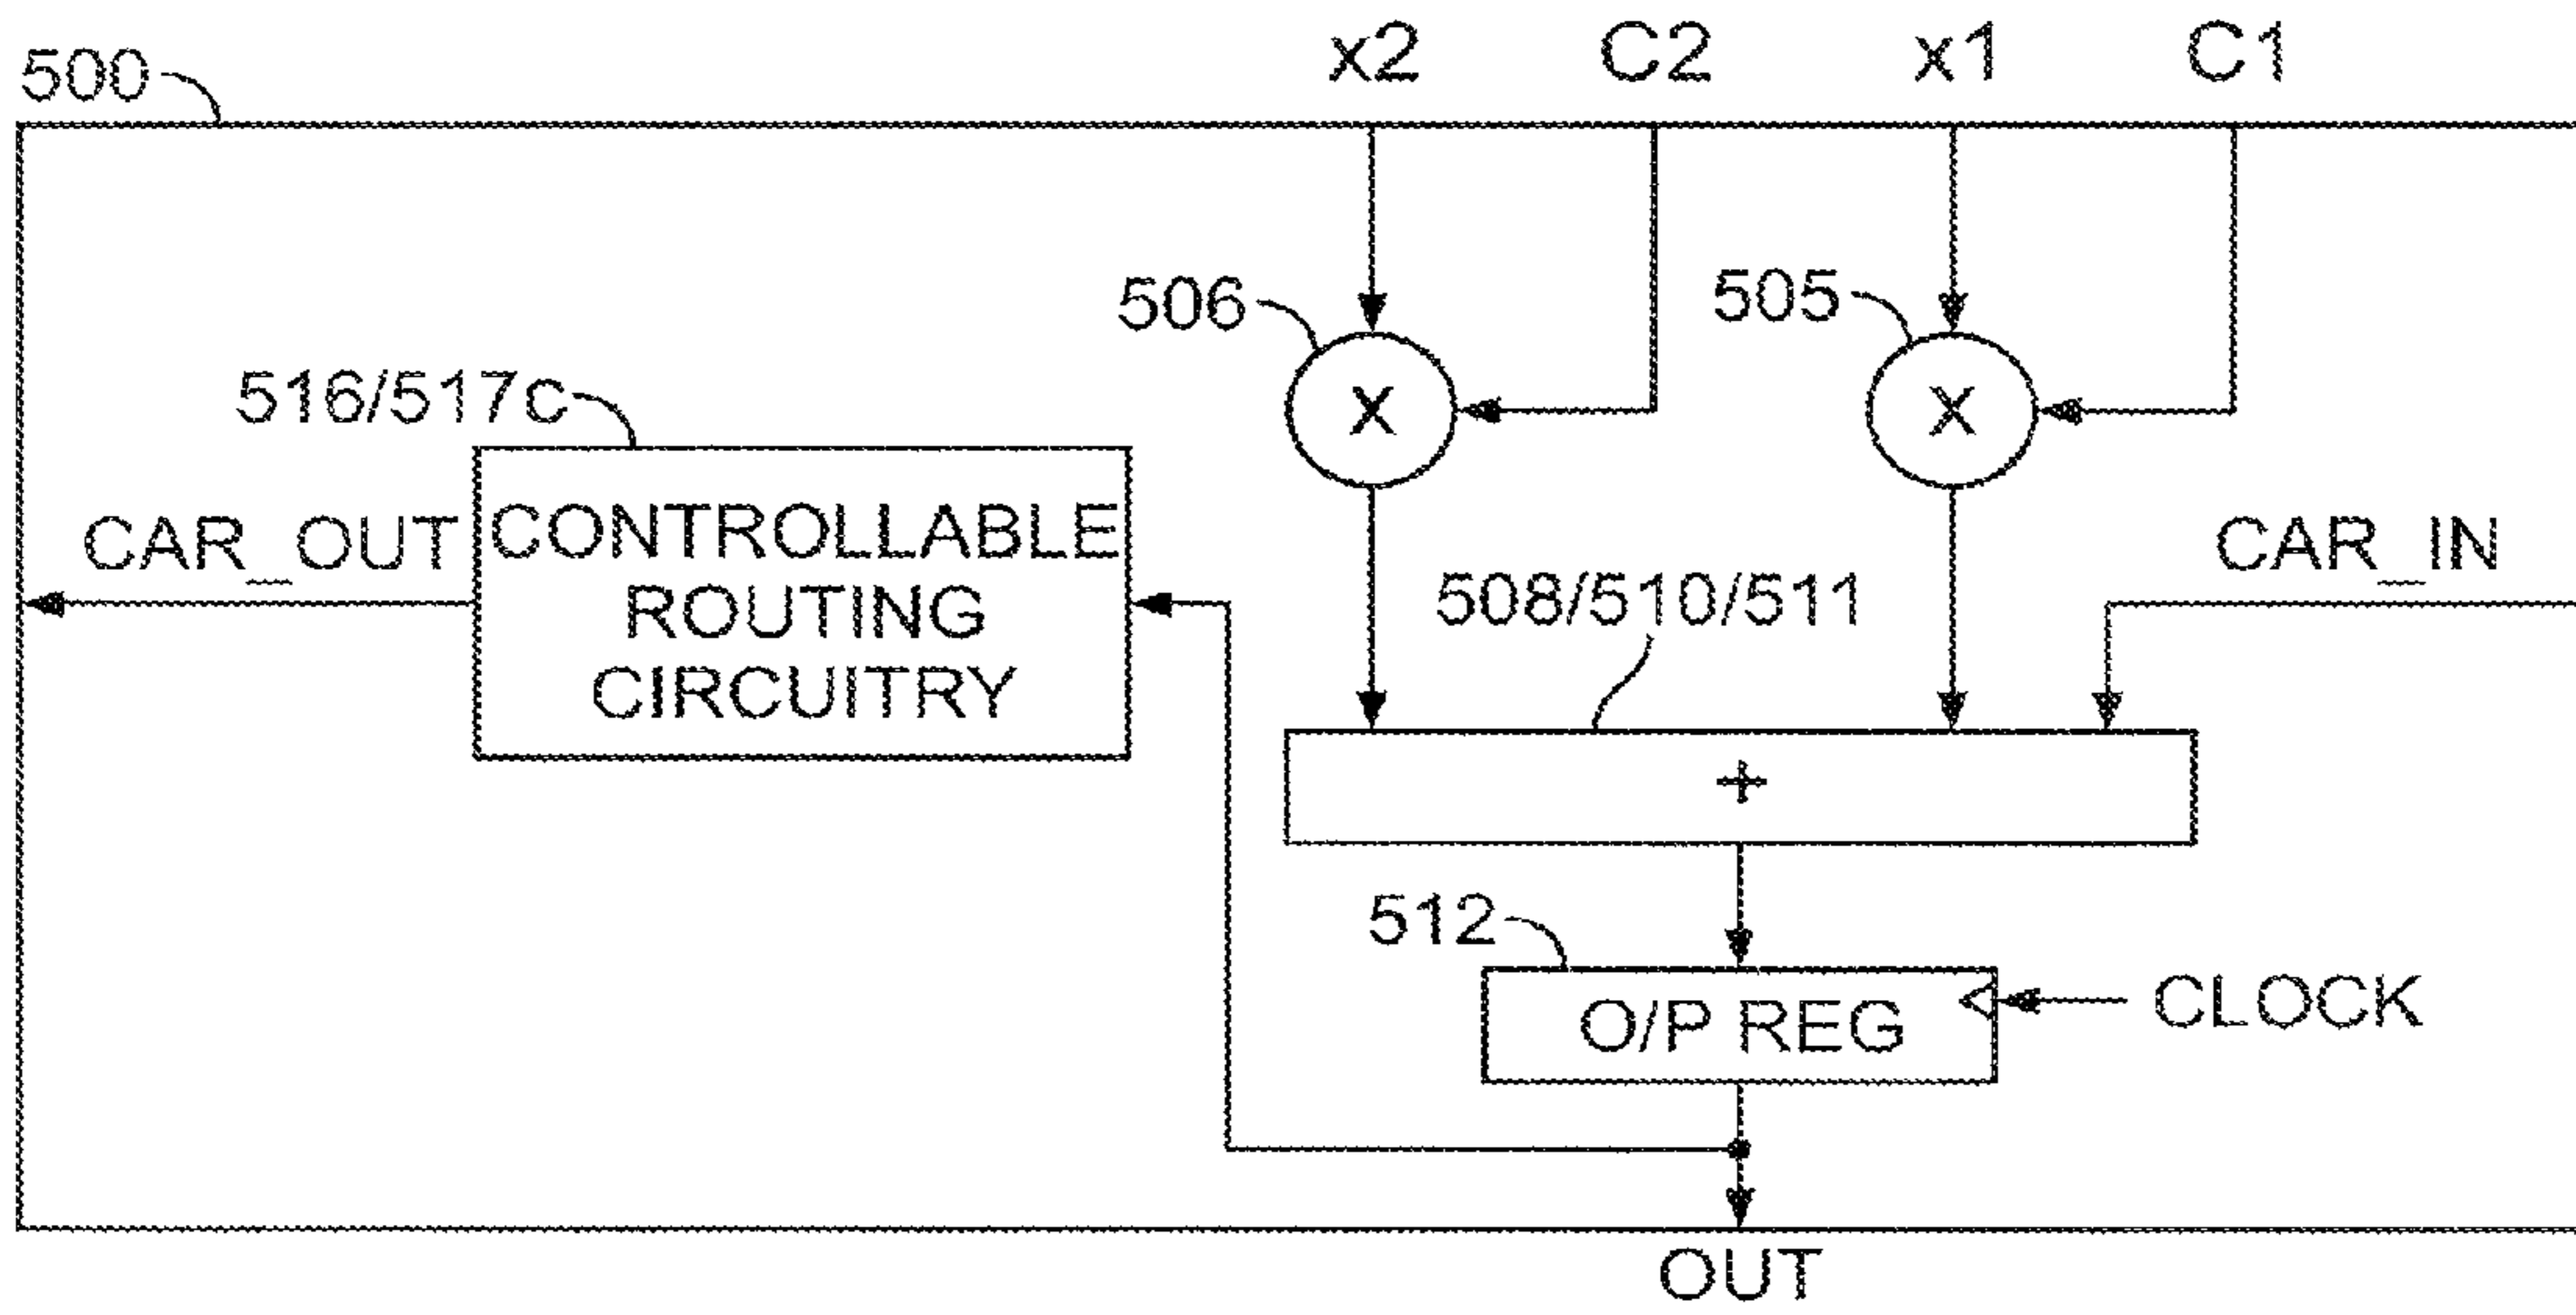 x2 C2 x1 C1
500
506
505
X
X
516/517c
CAR_OUT
CONTROLLABLE
ROUTING
CIRCUITRY
CAR_IN
508/510/511
+
512
O/P REG
CLOCK
OUT